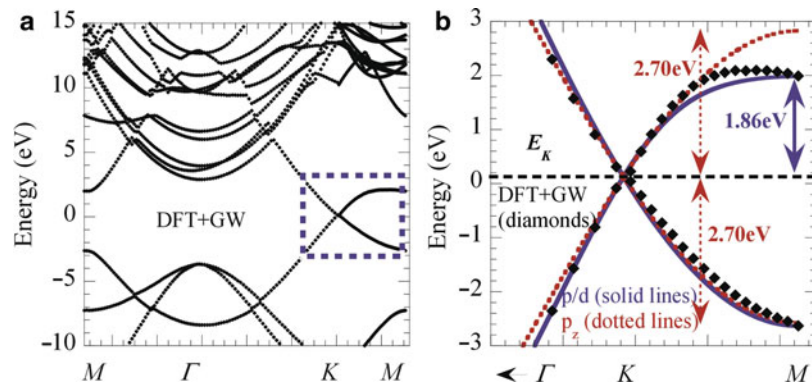 a
15
10
5
0
−5
−10
Energy (eV)
DFT+GW
M Γ K M
b
3
2
1
0
-1
-2
−3
Energy (eV)
2.70eV
1.86eV
E_K
DFT+GW
(diamonds)
2.70eV
p/d (solid lines)
p_z (dotted lines)
Γ K M